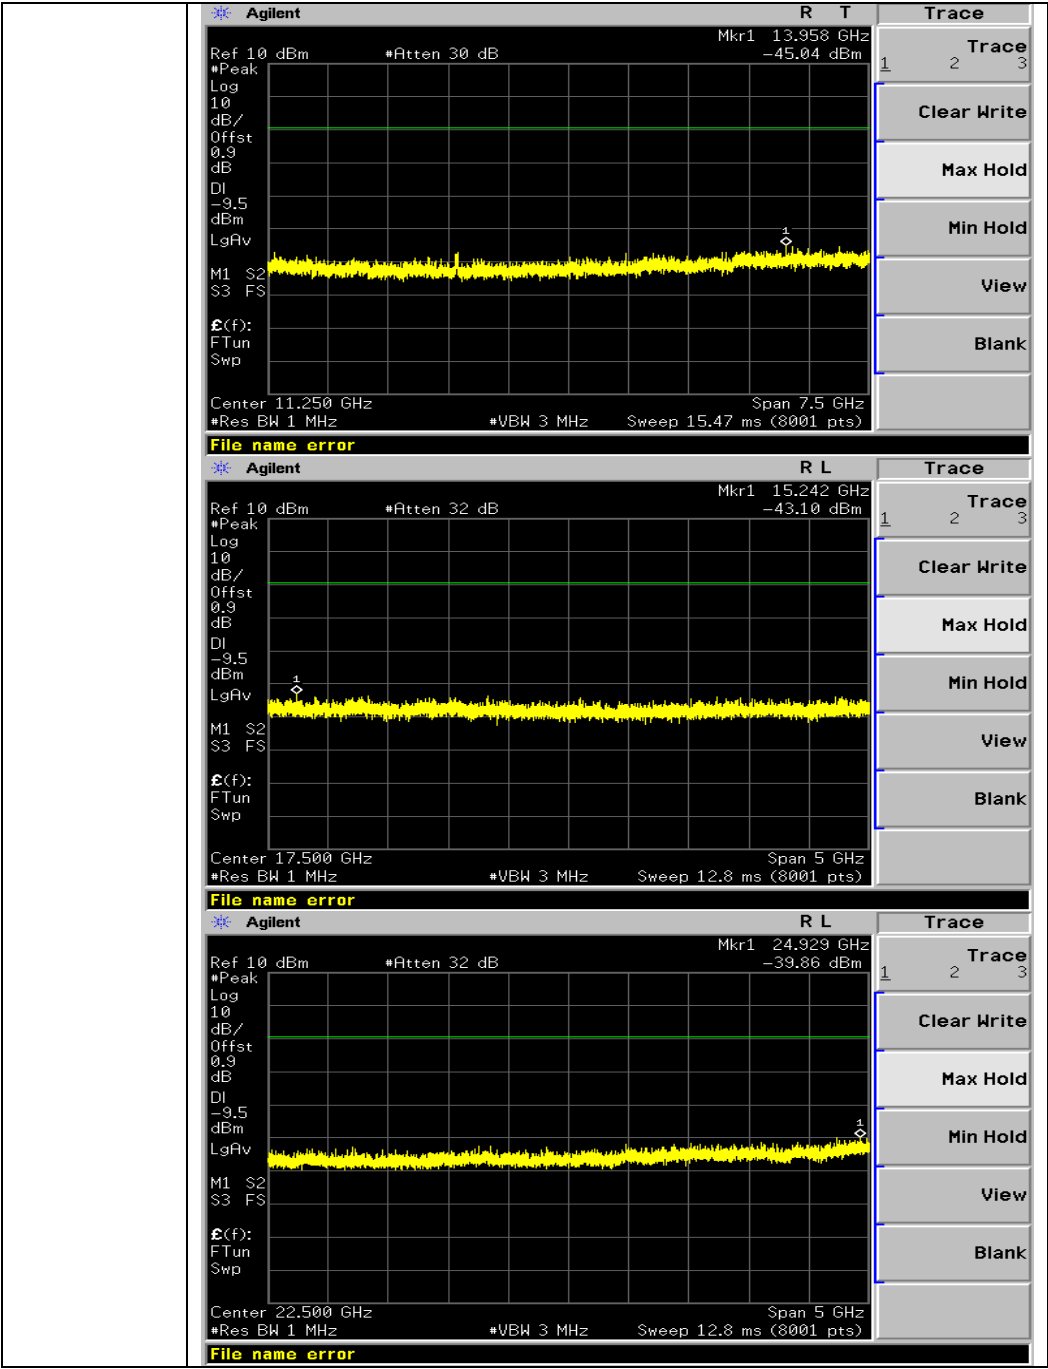 Agilent R T Trace
Mkr1 13.958 GHz
Ref 10 dBm #Atten 30 dB -45.04 dBm
Trace
1 2 3
#Peak
Log
10
dB/
Offst
0.9
dB
DI
-9.5
dBm
LgAv
M1 S2
S3 FS
£(f):
FTun
Swp
1
Center 11.250 GHz Span 7.5 GHz
#Res BW 1 MHz #VBW 3 MHz Sweep 15.47 ms (8001 pts)
Clear Write
Max Hold
Min Hold
View
Blank
File name error
Agilent R L Trace
Mkr1 15.242 GHz
Ref 10 dBm #Atten 32 dB -43.10 dBm
Trace
1 2 3
#Peak
Log
10
dB/
Offst
0.9
dB
DI
-9.5
dBm
LgAv
M1 S2
S3 FS
£(f):
FTun
Swp
1
Center 17.500 GHz Span 5 GHz
#Res BW 1 MHz #VBW 3 MHz Sweep 12.8 ms (8001 pts)
Clear Write
Max Hold
Min Hold
View
Blank
File name error
Agilent R L Trace
Mkr1 24.929 GHz
Ref 10 dBm #Atten 32 dB -39.86 dBm
Trace
1 2 3
#Peak
Log
10
dB/
Offst
0.9
dB
DI
-9.5
dBm
LgAv
M1 S2
S3 FS
£(f):
FTun
Swp
1
Center 22.500 GHz Span 5 GHz
#Res BW 1 MHz #VBW 3 MHz Sweep 12.8 ms (8001 pts)
Clear Write
Max Hold
Min Hold
View
Blank
File name error